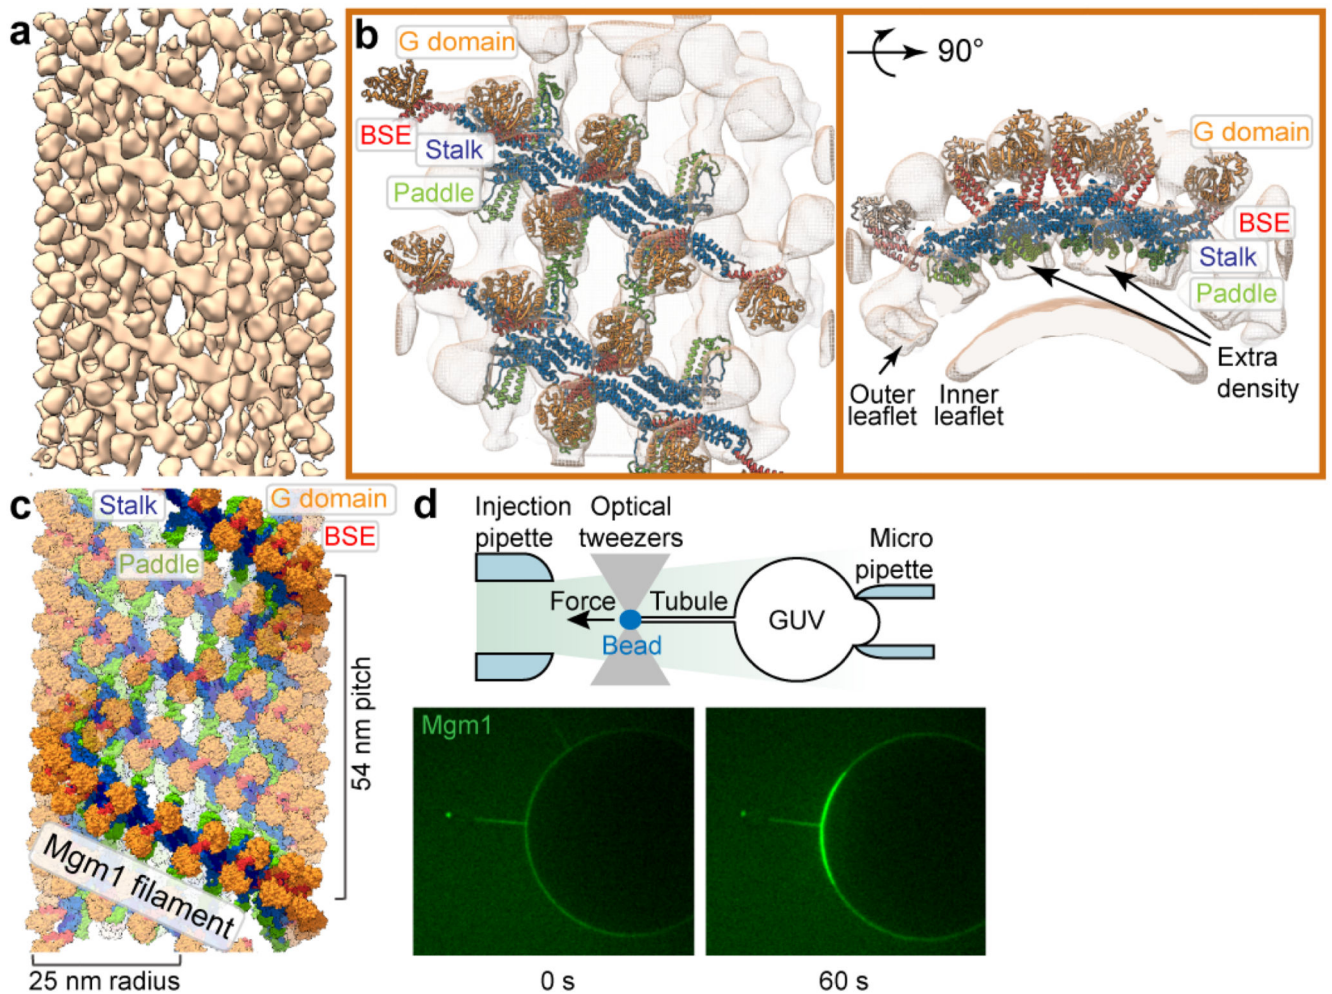 a
b
G domain
BSE
Stalk
Paddle
90°
G domain
BSE
Stalk
Paddle
Extra
density
Outer
leaflet
Inner
leaflet
c
Stalk
G domain
BSE
Paddle
54 nm pitch
Mgm1 filament
25 nm radius
d
Injection
pipette
Optical
tweezers
Micro
pipette
Force
Tubule
GUV
Bead
Mgm1
0 s
60 s